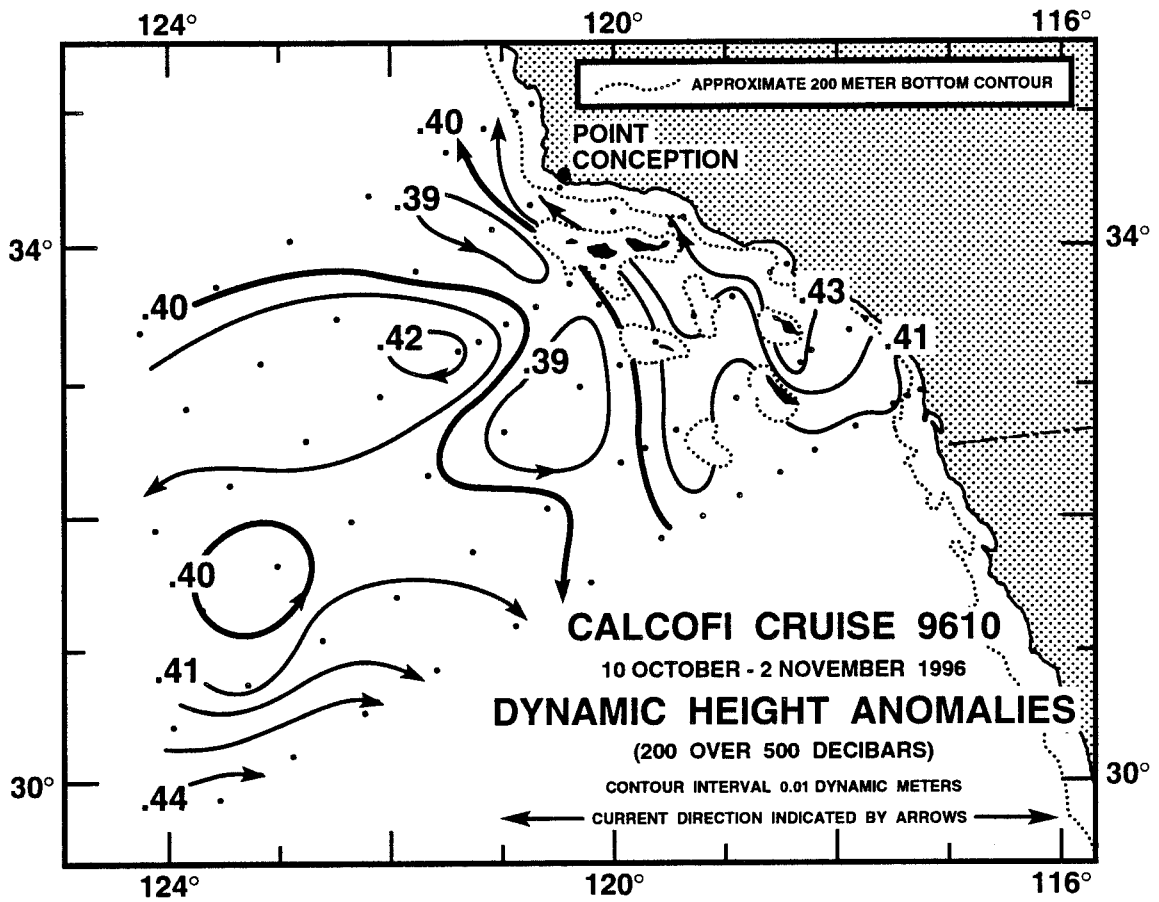 124° 120° 116°
APPROXIMATE 200 METER BOTTOM CONTOUR
.40
POINT
CONCEPTION
.39
34° 34°
.43
.40
.42
.41
.39
.40
CALCOFI CRUISE 9610
10 OCTOBER - 2 NOVEMBER 1996
.41
DYNAMIC HEIGHT ANOMALIES
(200 OVER 500 DECIBARS)
30° 30°
CONTOUR INTERVAL 0.01 DYNAMIC METERS
.44
CURRENT DIRECTION INDICATED BY ARROWS
124° 120° 116°